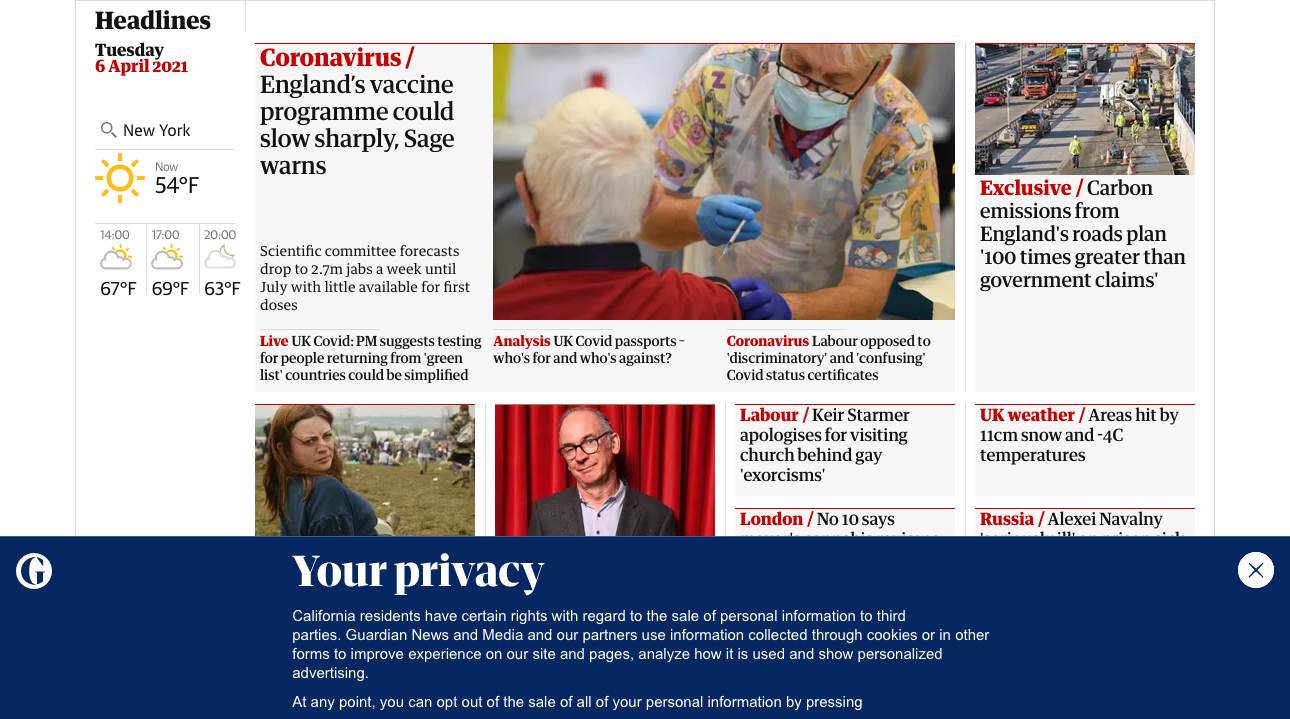 Headlines
Tuesday
6 April 2021
New York
Now
54°F
14:00
17:00
20:00
67°F
69°F
63°F
Coronavirus /
England's vaccine
programme could
slow sharply, Sage
warns
Scientific committee forecasts
drop to 2.7m jabs a week until
July with little available for first
doses
Live UK Covid: PM suggests testing
for people returning from 'green
list' countries could be simplified
Analysis UK Covid passports –
who's for and who's against?
Coronavirus Labour opposed to
'discriminatory' and 'confusing'
Covid status certificates
Exclusive / Carbon
emissions from
England's roads plan
'100 times greater than
government claims'
Labour / Keir Starmer
apologises for visiting
church behind gay
'exorcisms'
London / No 10 says
UK weather / Areas hit by
11cm snow and -4C
temperatures
Russia / Alexei Navalny
Your privacy
California residents have certain rights with regard to the sale of personal information to third
parties. Guardian News and Media and our partners use information collected through cookies or in other
forms to improve experience on our site and pages, analyze how it is used and show personalized
advertising.
At any point, you can opt out of the sale of all of your personal information by pressing